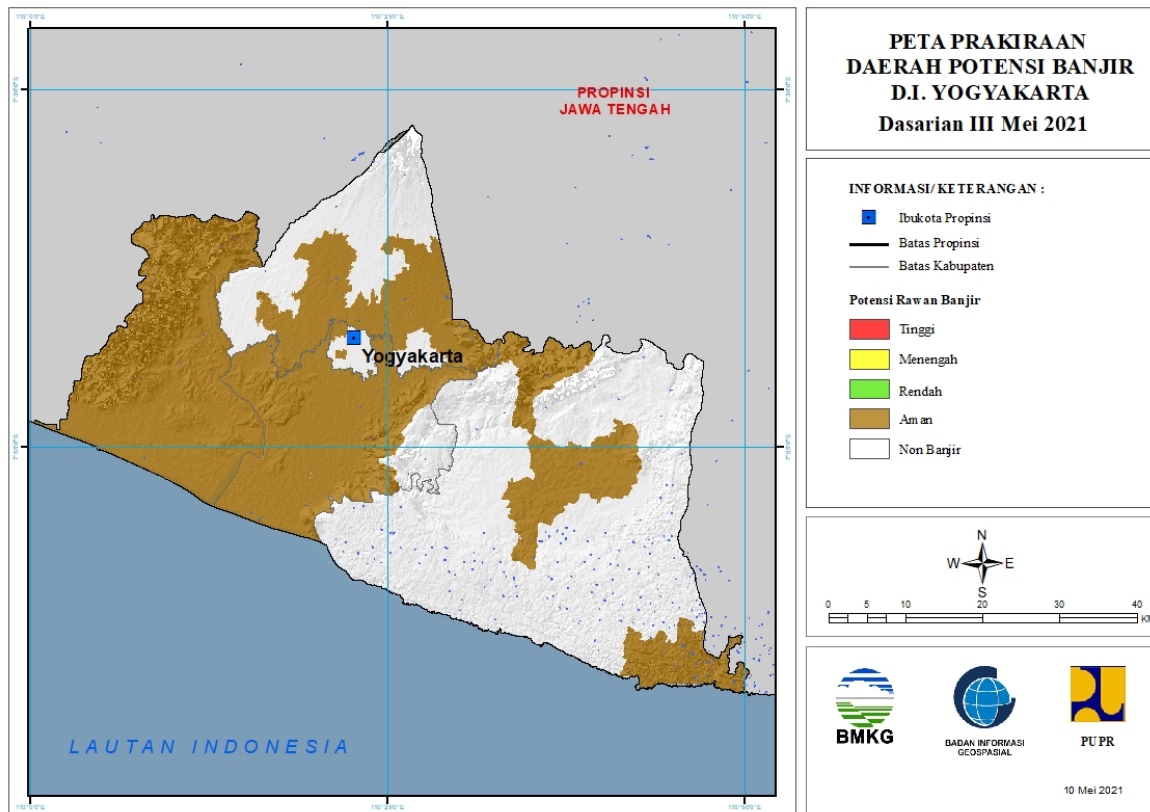 PETA PRAKIRAAN
DAERAH POTENSI BANJIR
D.I. YOGYAKARTA
Dasarian III Mei 2021
INFORMASI/KETERANGAN :
Ibukota Propinsi
Batas Propinsi
Batas Kabupaten
Potensi Rawan Banjir
Tinggi
Menengah
Rendah
Aman
Non Banjir
N
W E
S
0 5 10 20 30 40
KM
BMKG
BADAN INFORMASI
GEOSPASIAL
PUPR
10 Mei 2021
PROPINSI
JAWA TENGAH
Yogyakarta
LAUTAN INDONESIA